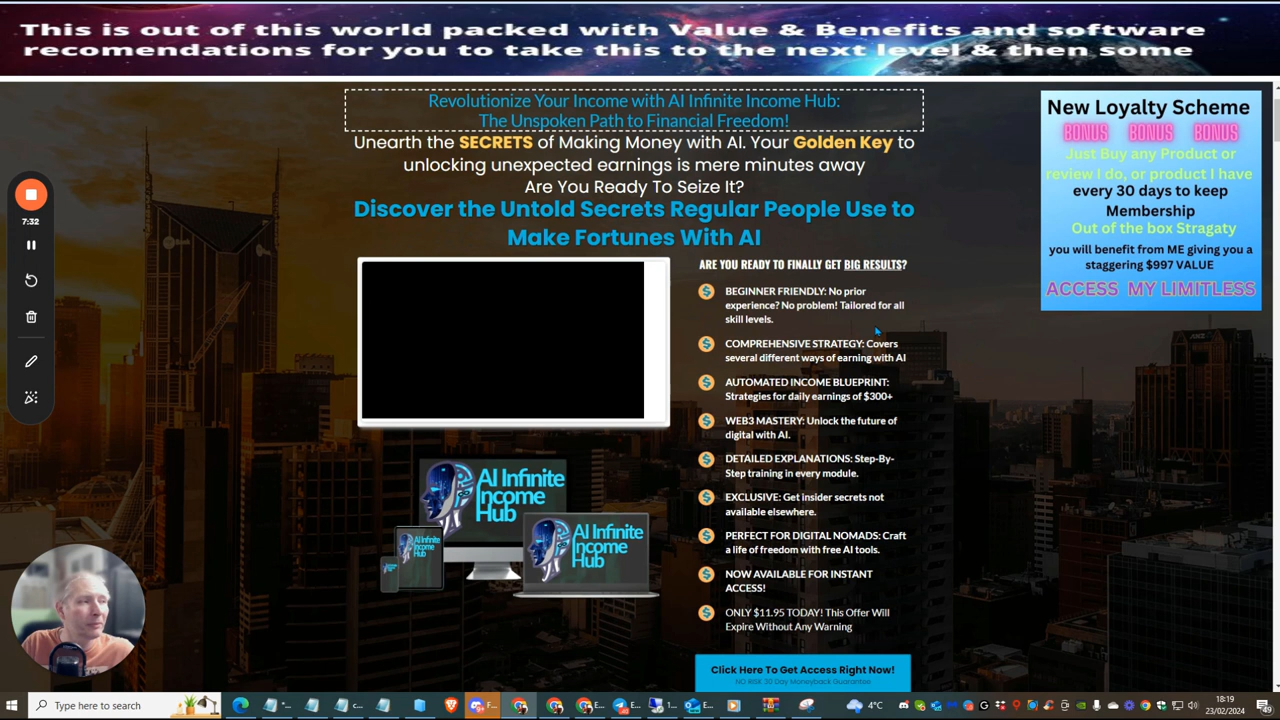 This is out of this world packed with Value & Benefits and software
recomendations for you to take this to the next level & then some
Revolutionize Your Income with AI Infinite Income Hub:
The Unspoken Path to Financial Freedom!
Unearth the SECRETS of Making Money with AI. Your Golden Key to
unlocking unexpected earnings is mere minutes away
Are You Ready To Seize It?
Discover the Untold Secrets Regular People Use to
Make Fortunes With AI
New Loyalty Scheme
BONUS BONUS BONUS
Just Buy any Product or
review I do, or product I have
every 30 days to keep
Membership
Out of the box Stragaty
you will benefit from ME giving you a
staggering $997 VALUE
ACCESS MY LIMITLESS
7:32
ARE YOU READY TO FINALLY GET BIG RESULTS?
BEGINNER FRIENDLY: No prior
experience? No problem! Tailored for all
skill levels.
COMPREHENSIVE STRATEGY: Covers
several different ways of earning with AI
AUTOMATED INCOME BLUEPRINT:
Strategies for daily earnings of $300+
WEB3 MASTERY: Unlock the future of
digital with AI.
DETAILED EXPLANATIONS: Step-By-
Step training in every module.
EXCLUSIVE: Get insider secrets not
available elsewhere.
PERFECT FOR DIGITAL NOMADS: Craft
a life of freedom with free AI tools.
NOW AVAILABLE FOR INSTANT
ACCESS!
ONLY $11.95 TODAY! This Offer Will
Expire Without Any Warning
AI Infinite
Income
Hub
AI Infinite
Income
Hub
AI Infinite
Income
Hub
Click Here To Get Access Right Now!
NO RISK 30 Day Moneyback Guarantee
Type here to search
4°C
18:19
23/02/2024